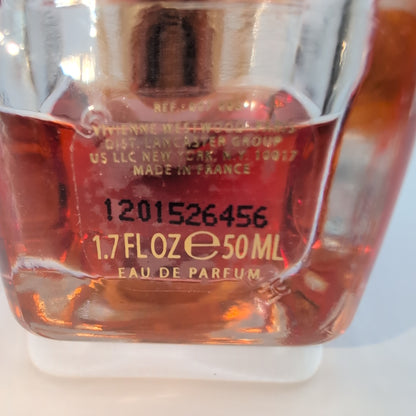 VIVIENNE WESTWOOD
DIST. LANCASTER GROUP
US LLC NEW YORK, N.Y. 10017
MADE IN FRANCE
1201526456
1.7 FL OZ e 50 ML
EAU DE PARFUM